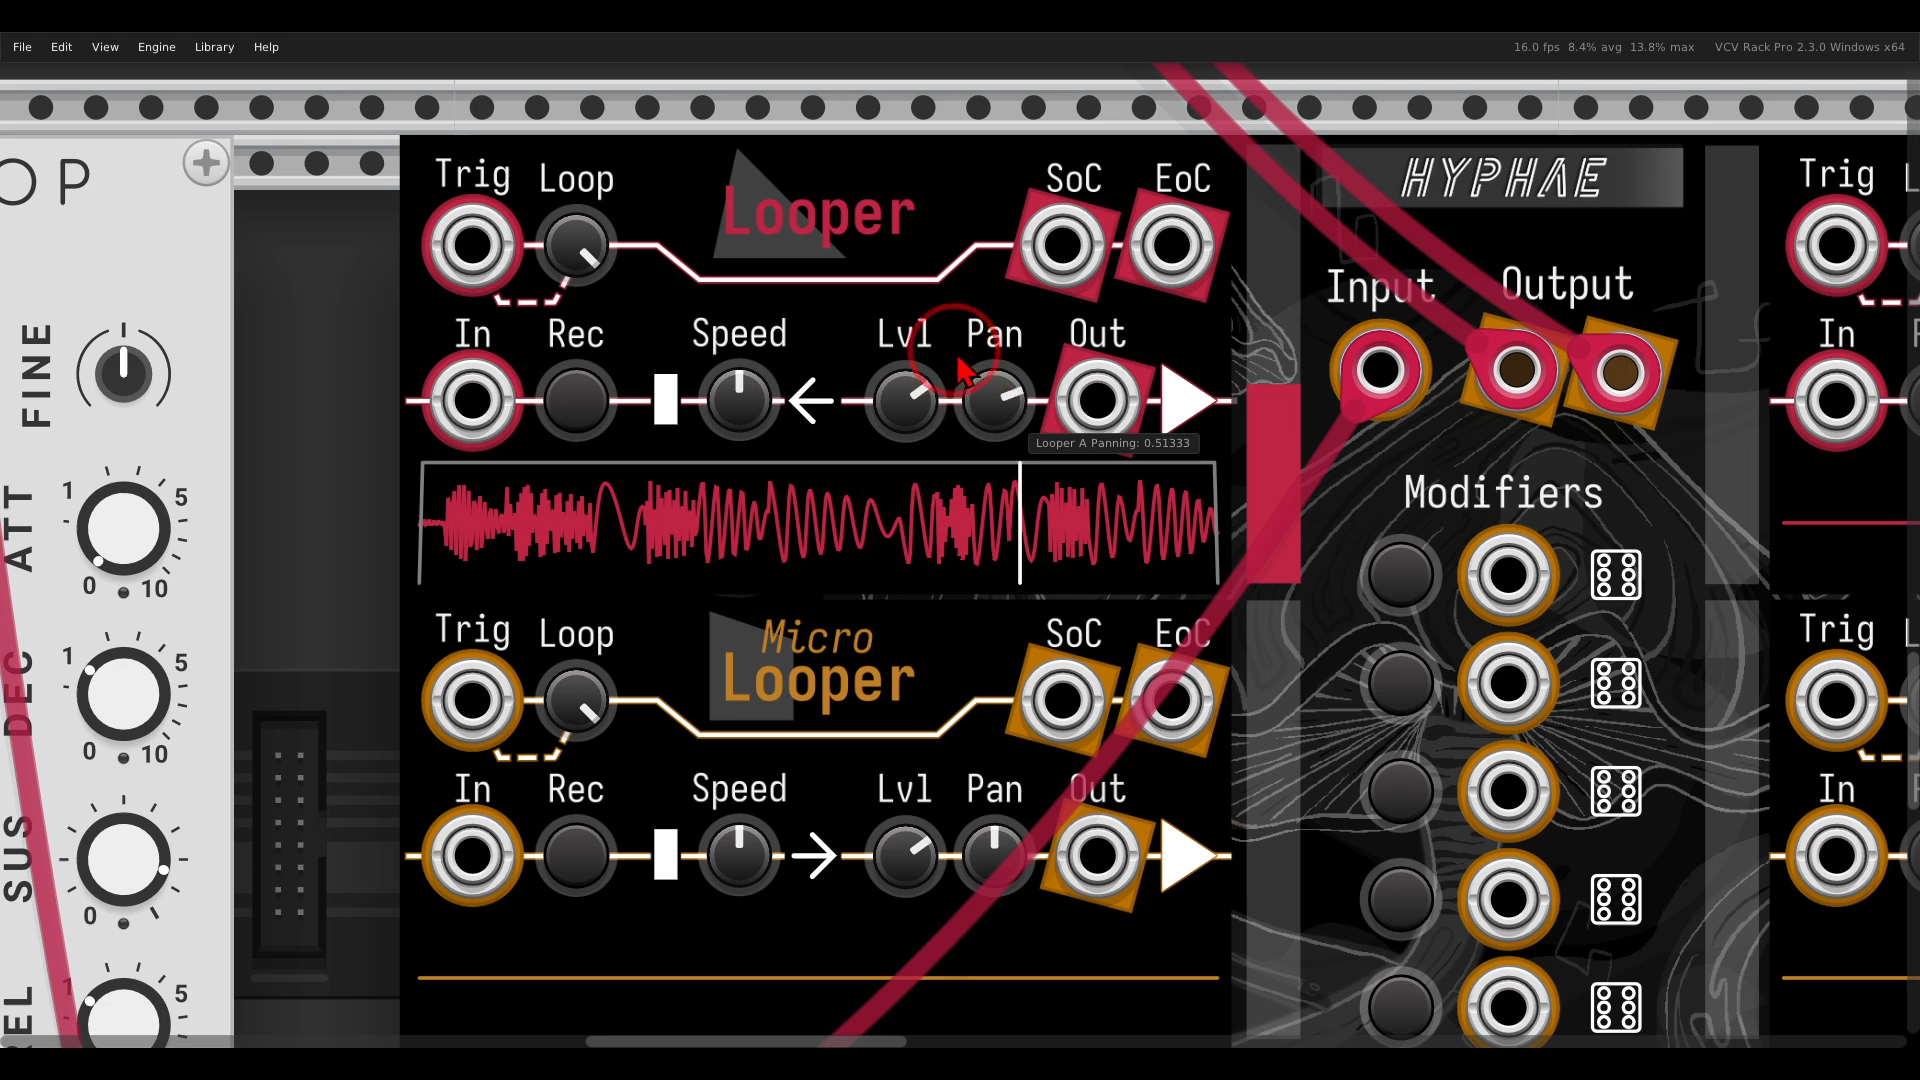 File Edit View Engine Library Help
16.0 fps 8.4% avg 13.8% max VCV Rack Pro 2.3.0 Windows x64
OP
FINE
ATT
1 5
0 10
DEC
1 5
0 10
SUS
0
REL
1 5
Trig Loop Looper SoC EoC
In Rec Speed Lvl Pan Out
Looper A Panning: 0.51333
Trig Loop Micro Looper SoC EoC
In Rec Speed Lvl Pan Out
HYPHAE
Input Output
Modifiers
Trig L
In
Trig L
In